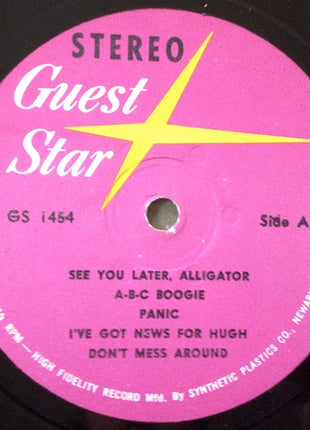 STEREO
Guest
Star
GS 1454
Side A
SEE YOU LATER, ALLIGATOR
A-B-C BOOGIE
PANIC
I'VE GOT NEWS FOR HUGH
DON'T MESS AROUND
RPM — HIGH FIDELITY RECORD Mfd. By SYNTHETIC PLASTICS CO., NEWAR